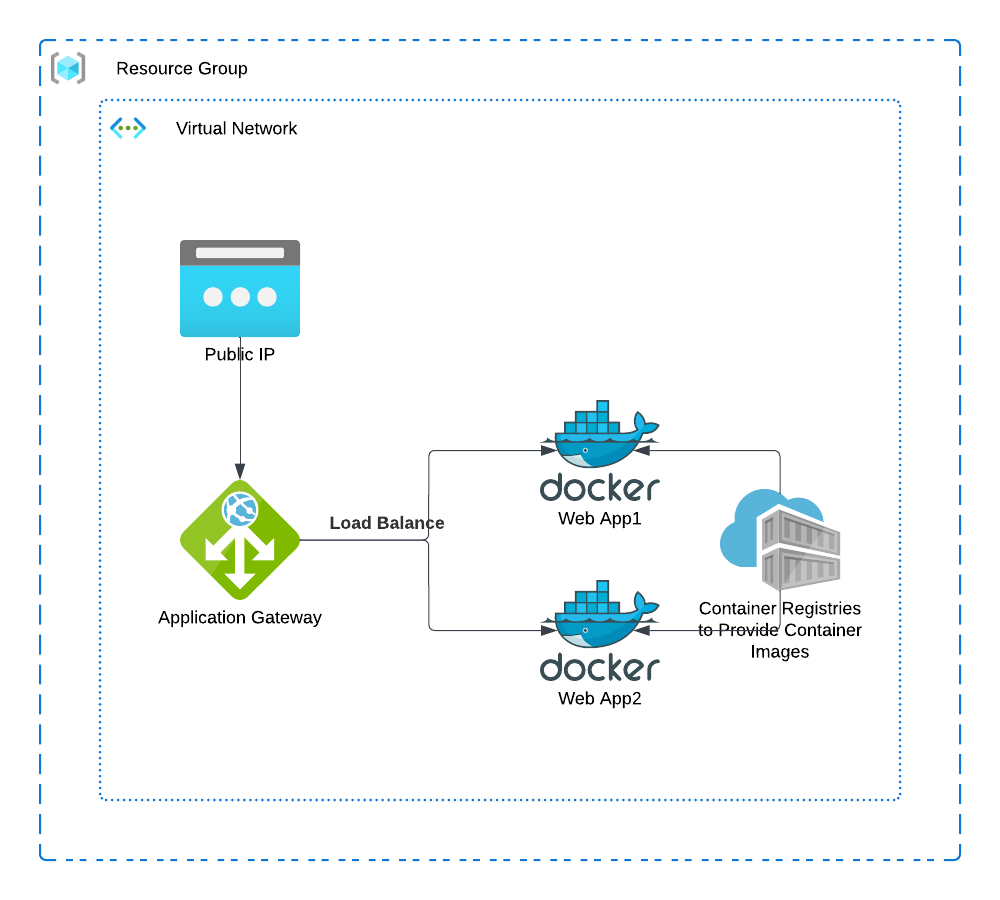 Resource Group
Virtual Network
Public IP
Load Balance
Application Gateway
docker
Web App1
docker
Web App2
Container Registries
to Provide Container
Images